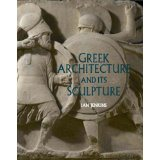 GREEK
ARCHITECTURE
AND ITS
SCULPTURE
IAN JENKINS